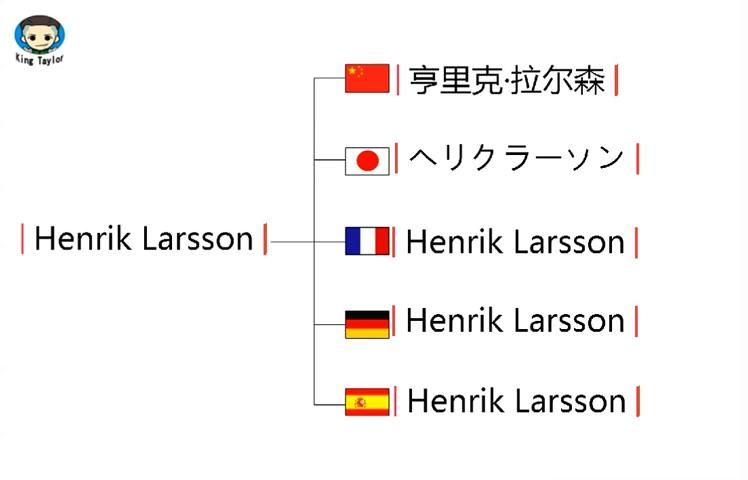 King Taylor
亨里克·拉尔森
ヘリクラーソン
Henrik Larsson
Henrik Larsson
Henrik Larsson
Henrik Larsson